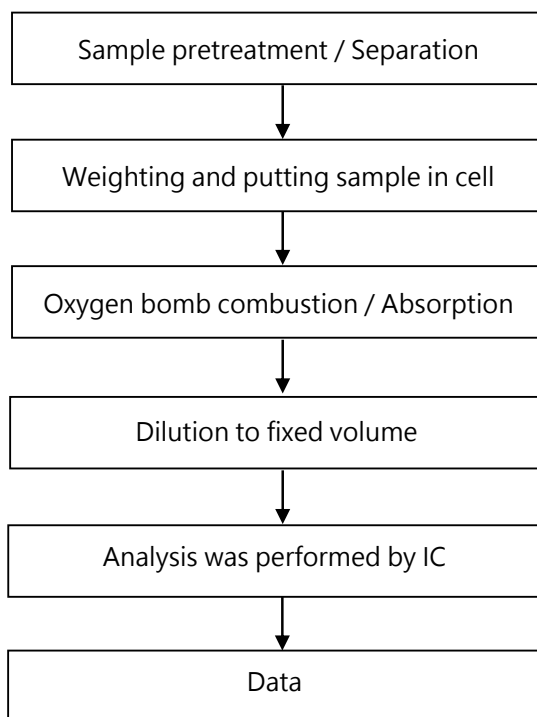 Sample pretreatment / Separation
Weighting and putting sample in cell
Oxygen bomb combustion / Absorption
Dilution to fixed volume
Analysis was performed by IC
Data